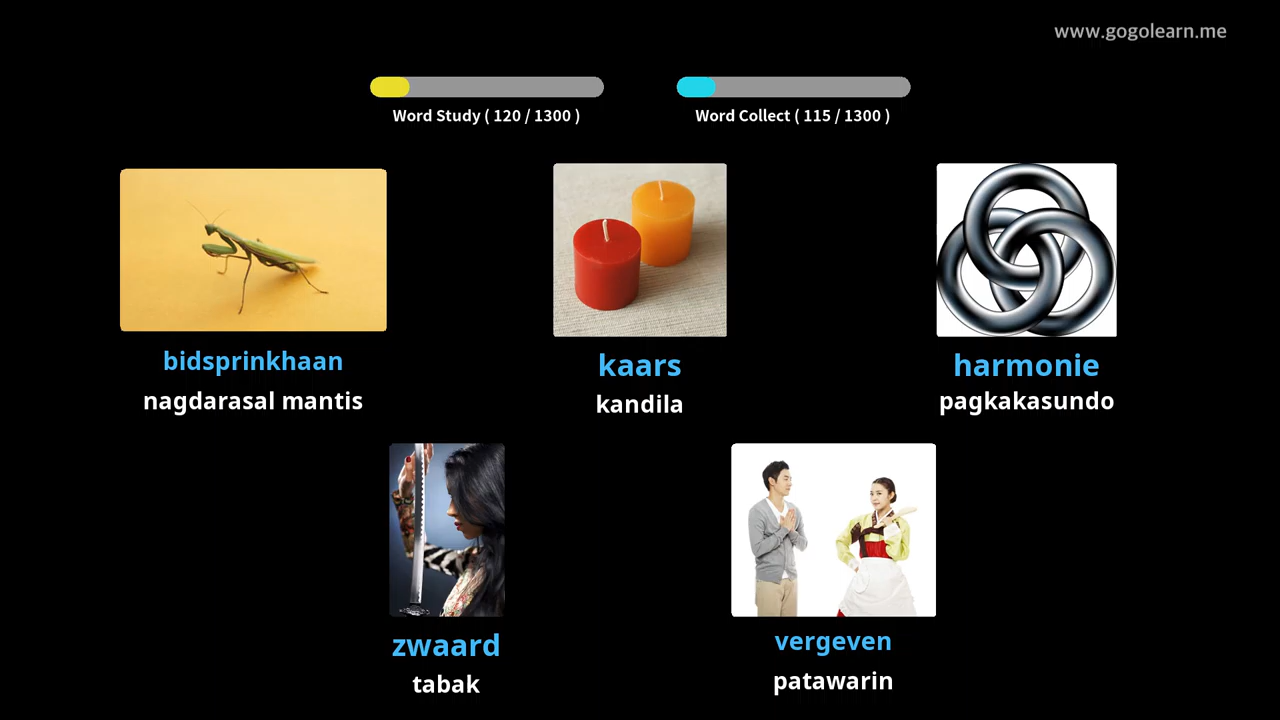 www.gogolearn.me
Word Study ( 120 / 1300 )
Word Collect ( 115 / 1300 )
bidsprinkhaan
nagdarasal mantis
kaars
kandila
harmonie
pagkakasundo
zwaard
tabak
vergeven
patawarin